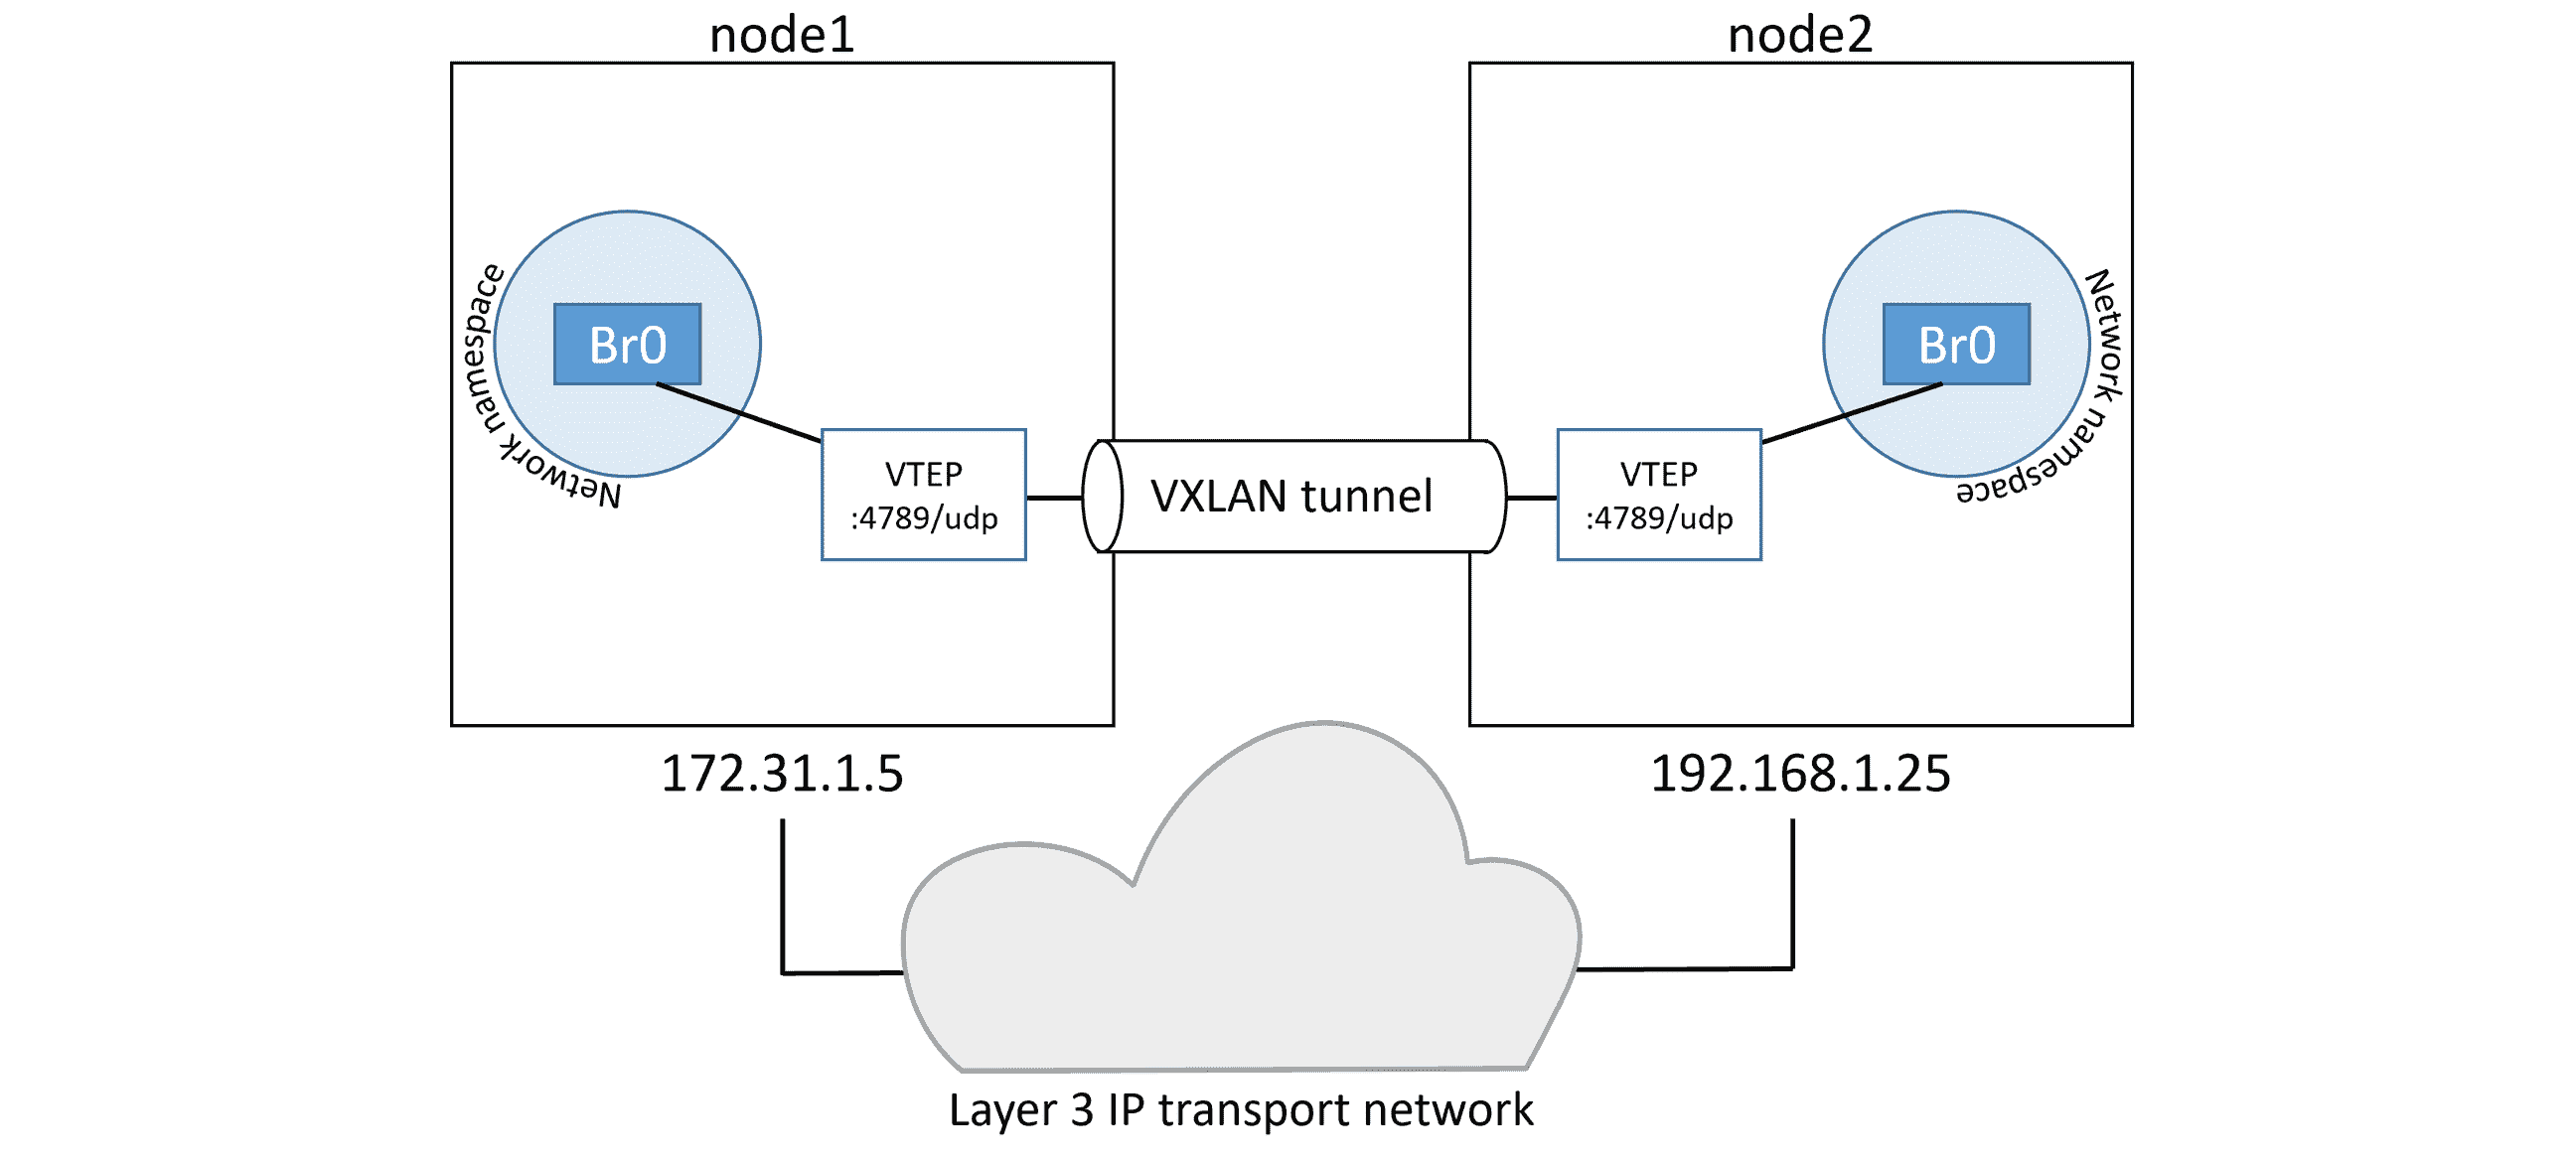 node1
node2
Network namespace
Br0
Br0
Network namespace
VTEP
:4789/udp
VXLAN tunnel
VTEP
:4789/udp
172.31.1.5
192.168.1.25
Layer 3 IP transport network